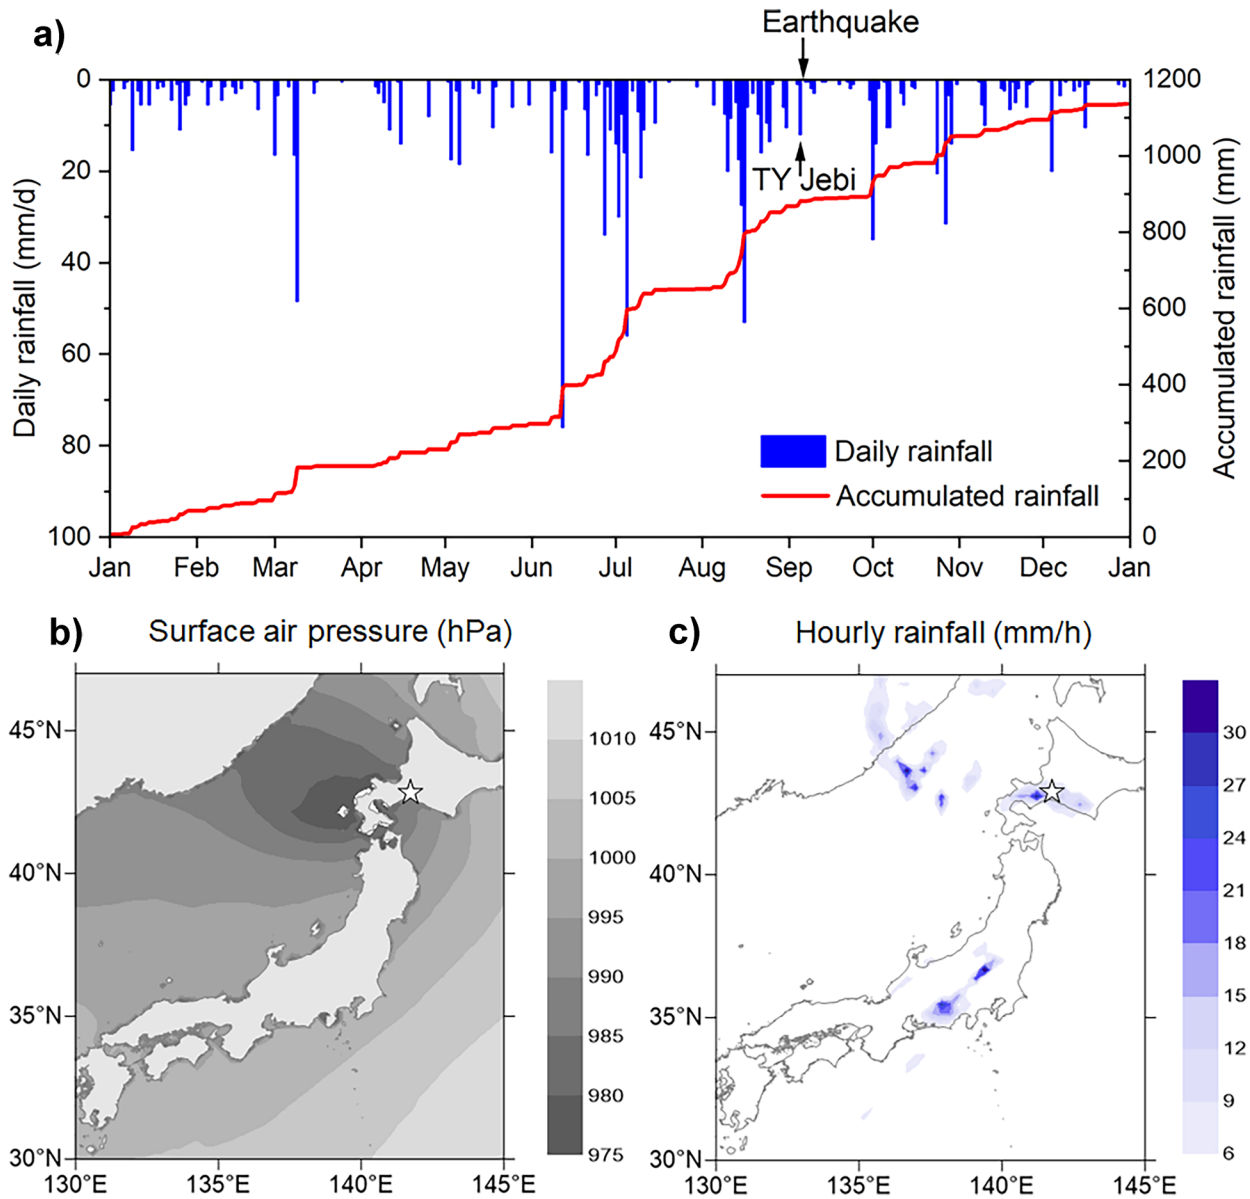 a)
Earthquake
0
20
40
60
80
100
Daily rainfall (mm/d)
1200
1000
800
600
400
200
0
Accumulated rainfall (mm)
TY Jebi
Daily rainfall
Accumulated rainfall
Jan Feb Mar Apr May Jun Jul Aug Sep Oct Nov Dec Jan
b) Surface air pressure (hPa)
45°N
40°N
35°N
30°N
130°E 135°E 140°E 145°E
1010
1005
1000
995
990
985
980
975
c) Hourly rainfall (mm/h)
45°N
40°N
35°N
30°N
130°E 135°E 140°E 145°E
30
27
24
21
18
15
12
9
6